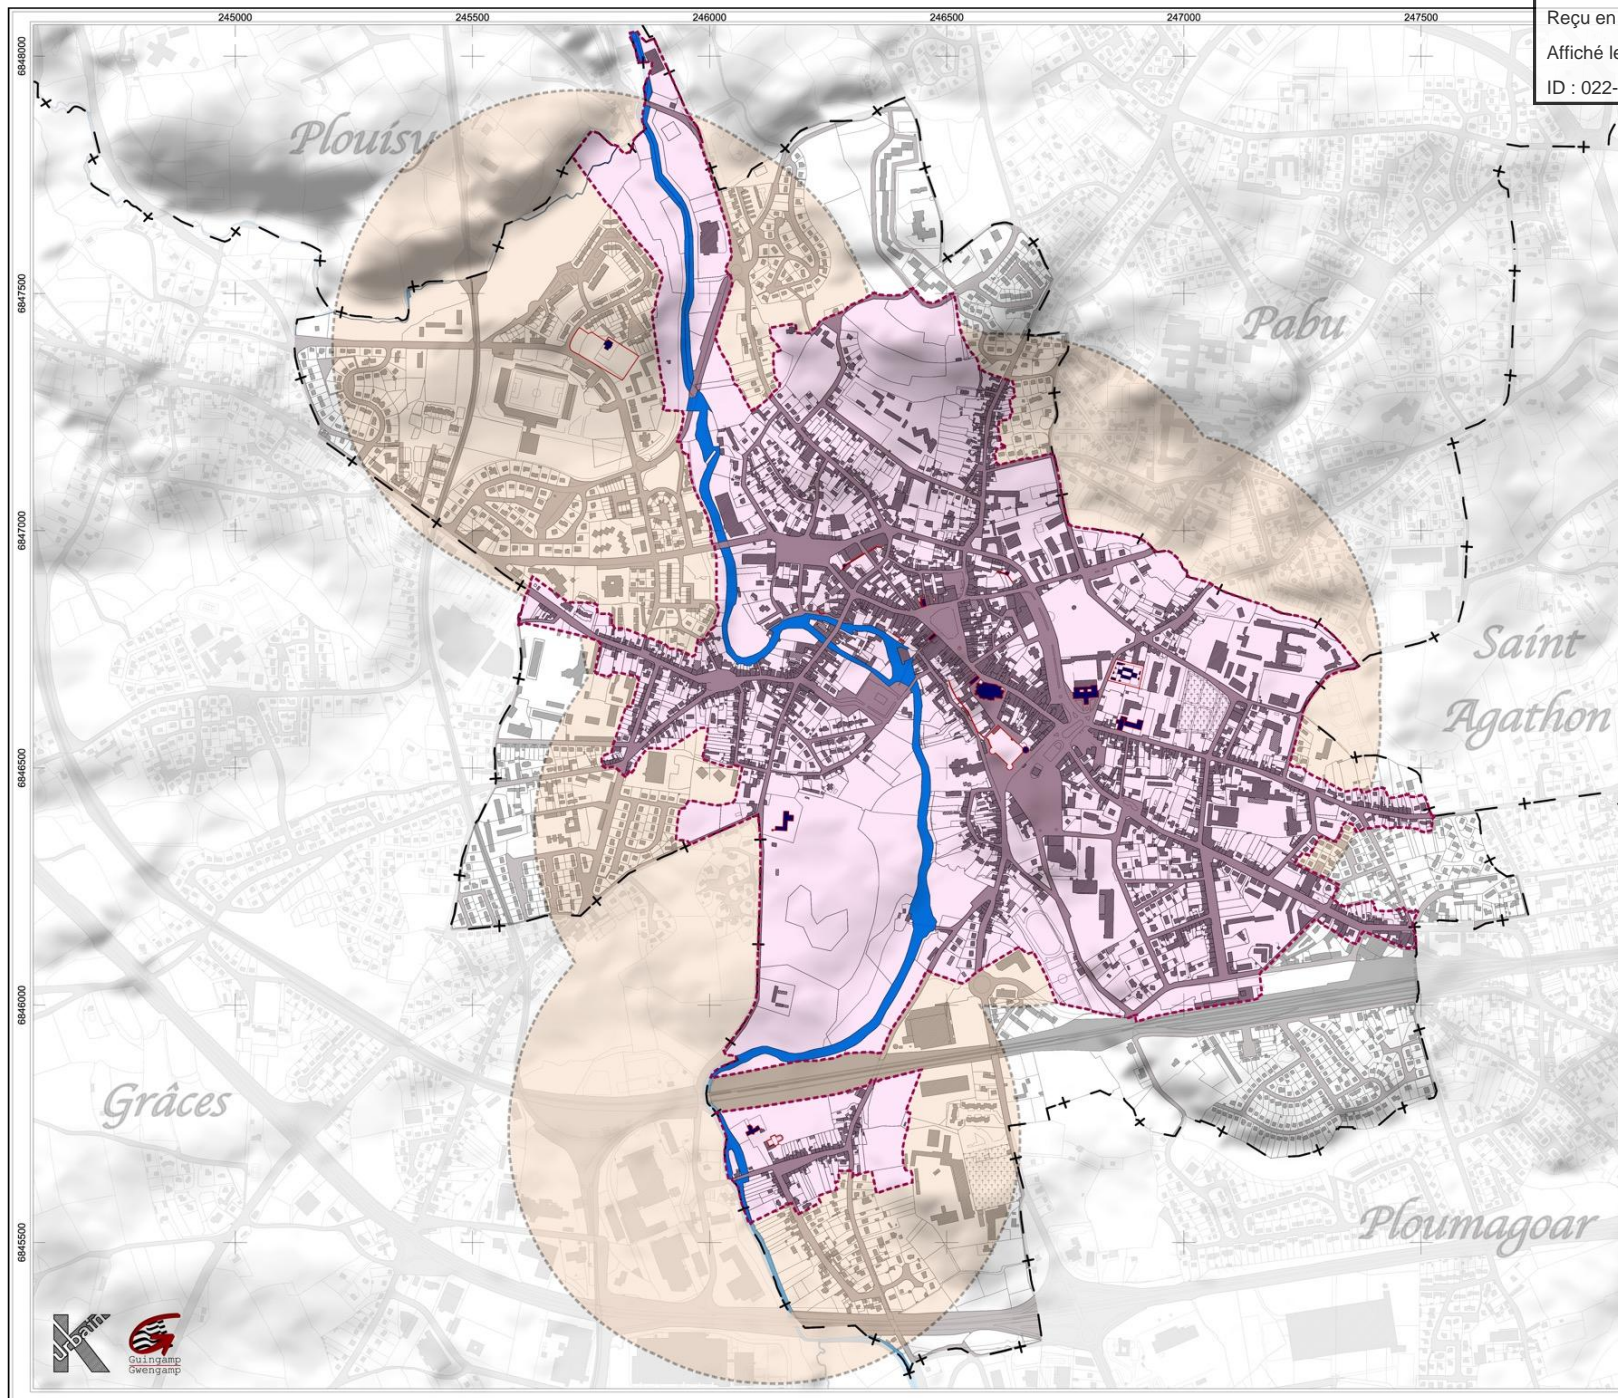 245000 245500 246000 246500 247000 247500
Reçu en
Affiché le
ID : 022-
6848000
Plouisy
6847500
Pabu
6847000
Saint
Agathon
6846500
6846000
Grâces
6845500
Ploumagoar
K Urbain
Guingamp
Gwengamp